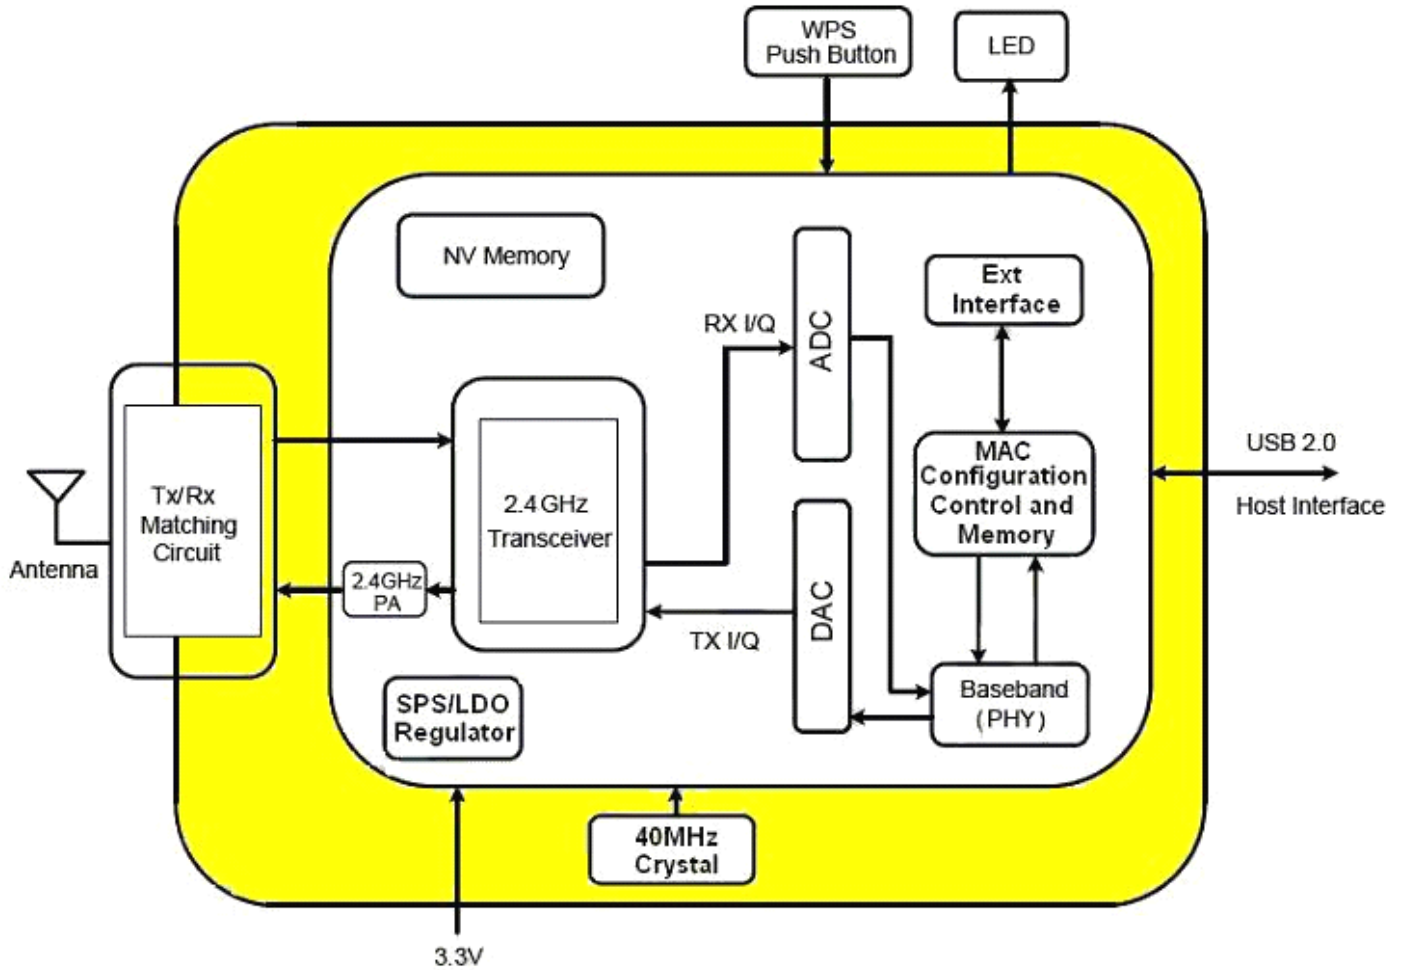 WPS
Push Button
LED
NV Memory
Ext
Interface
RX I/Q
ADC
MAC
Configuration
Control and
Memory
USB 2.0
Host Interface
Tx/Rx
Matching
Circuit
2.4 GHz
Transceiver
Antenna
2.4GHz
PA
DAC
TX I/Q
Baseband
(PHY)
SPS/LDO
Regulator
40MHz
Crystal
3.3V